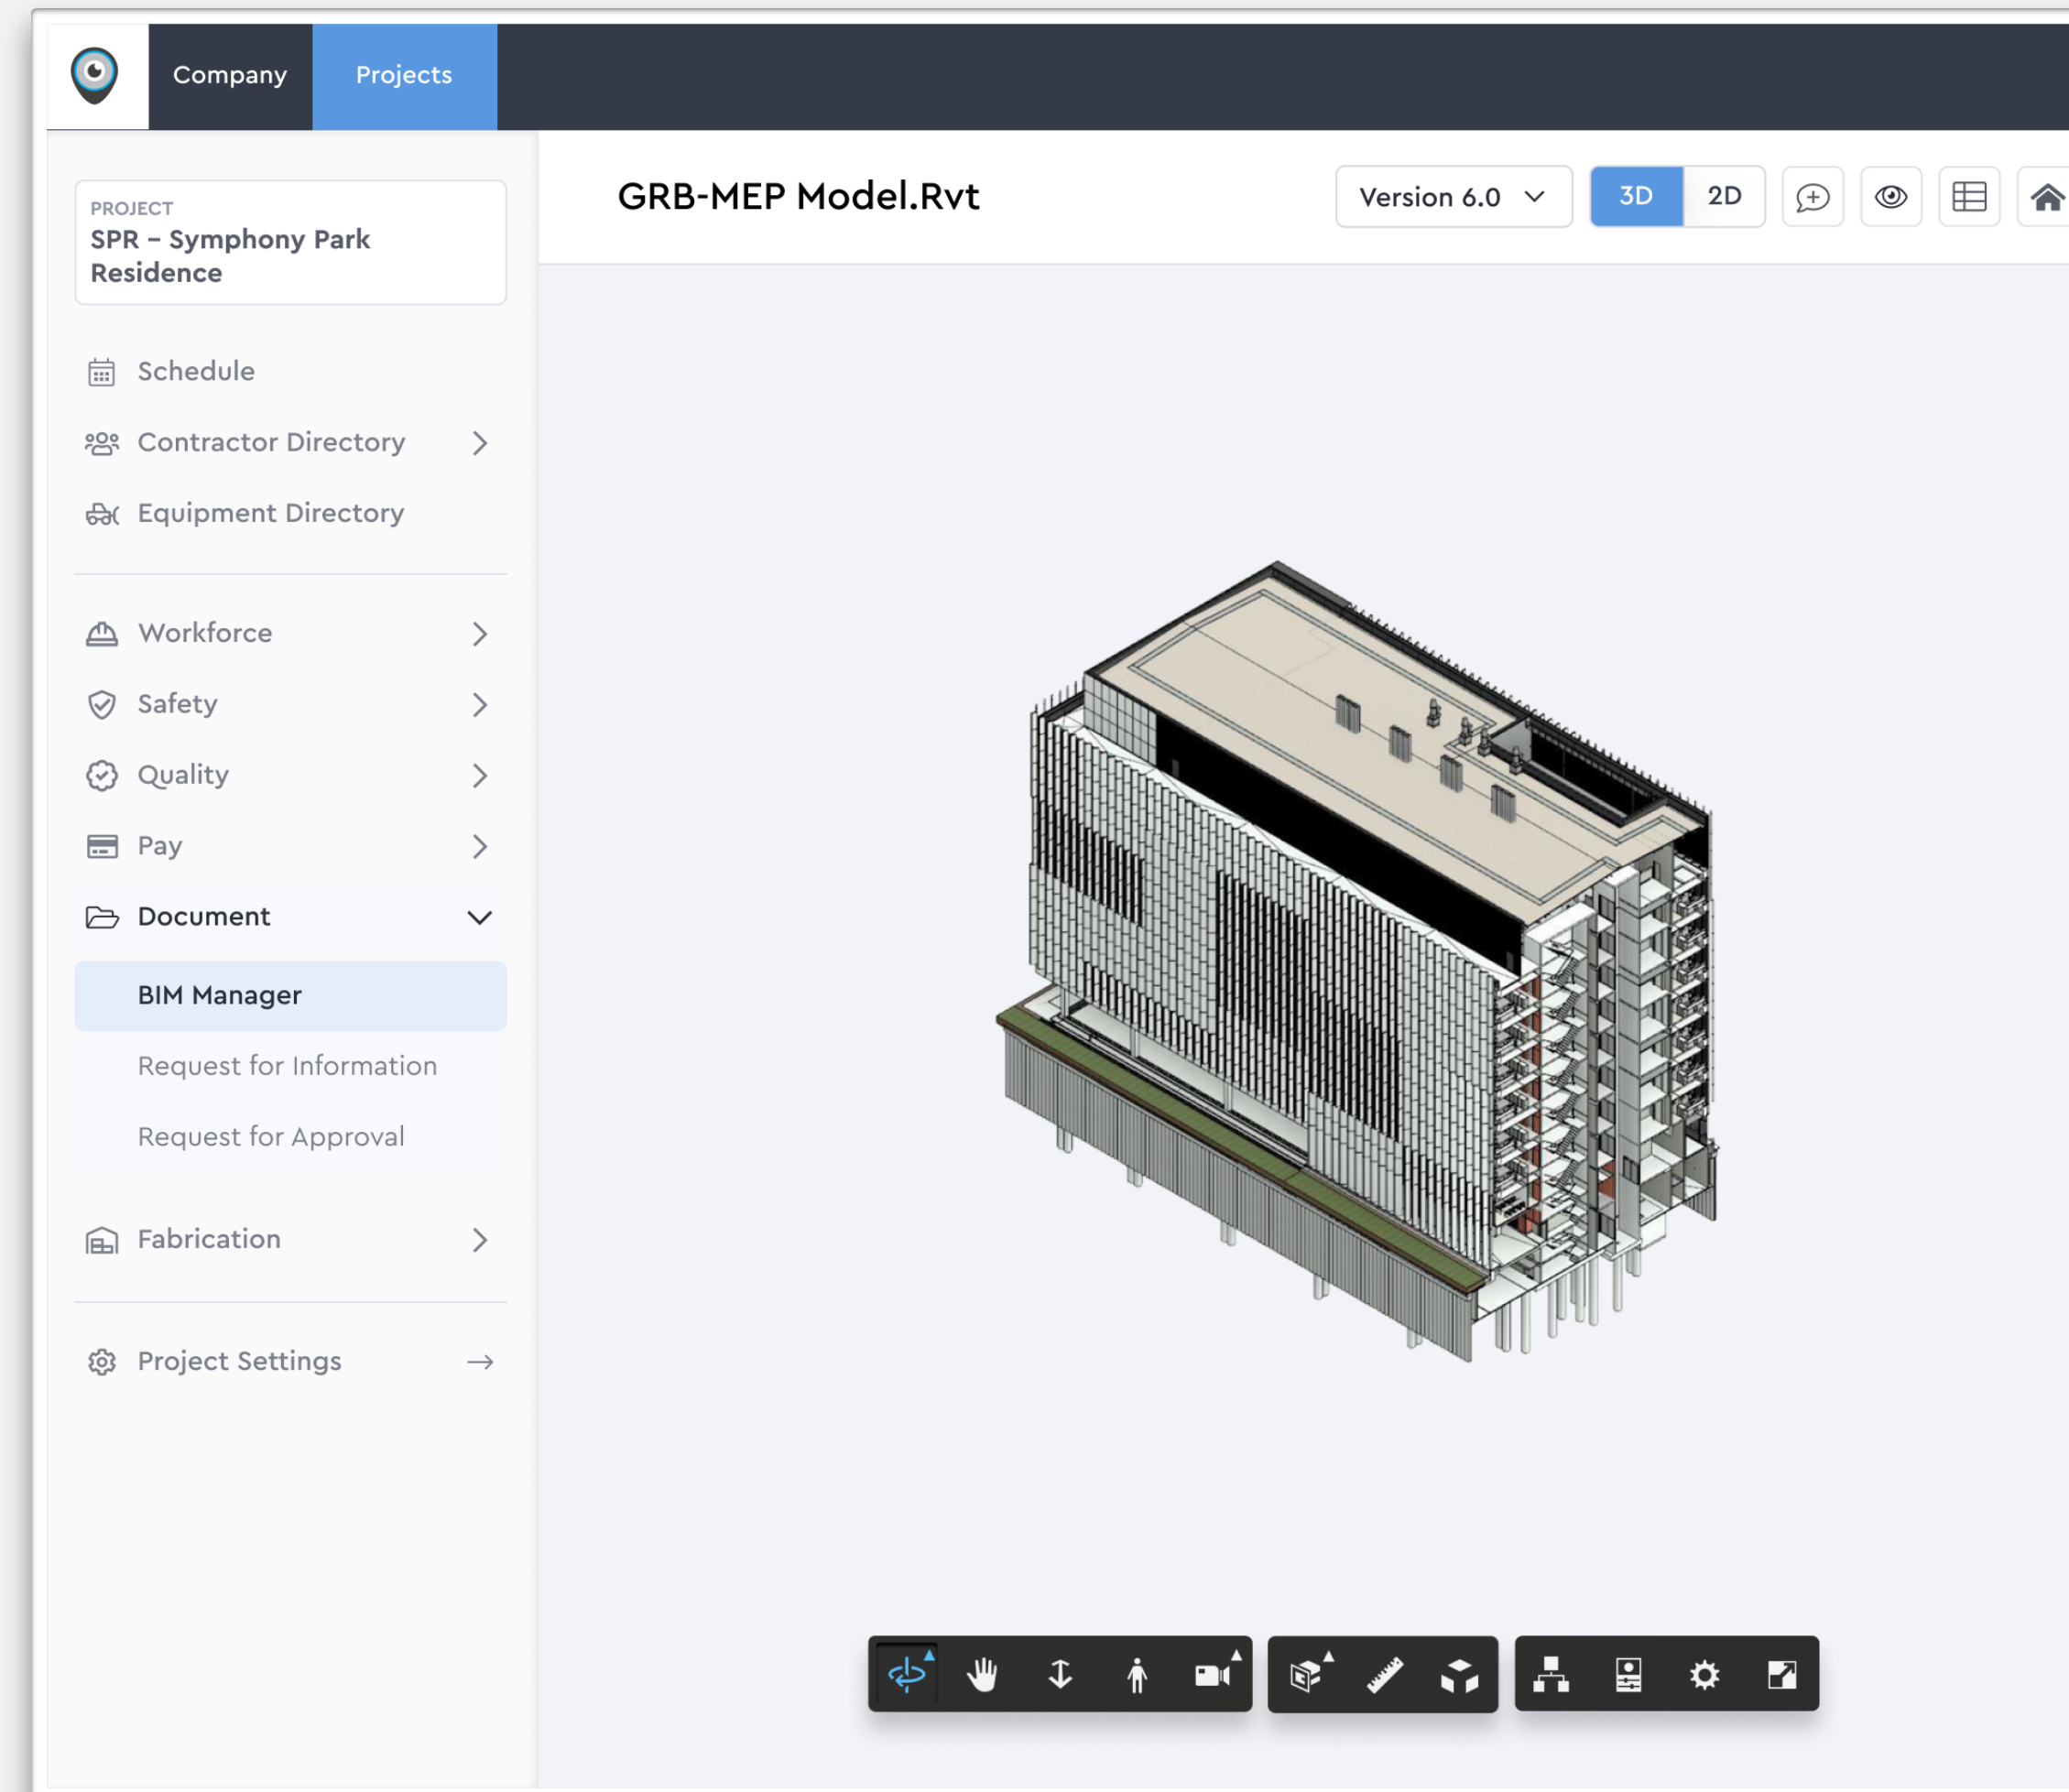 Company
Projects
PROJECT
SPR – Symphony Park
Residence
GRB-MEP Model.Rvt
Version 6.0
3D
2D
Schedule
Contractor Directory
Equipment Directory
Workforce
Safety
Quality
Pay
Document
BIM Manager
Request for Information
Request for Approval
Fabrication
Project Settings